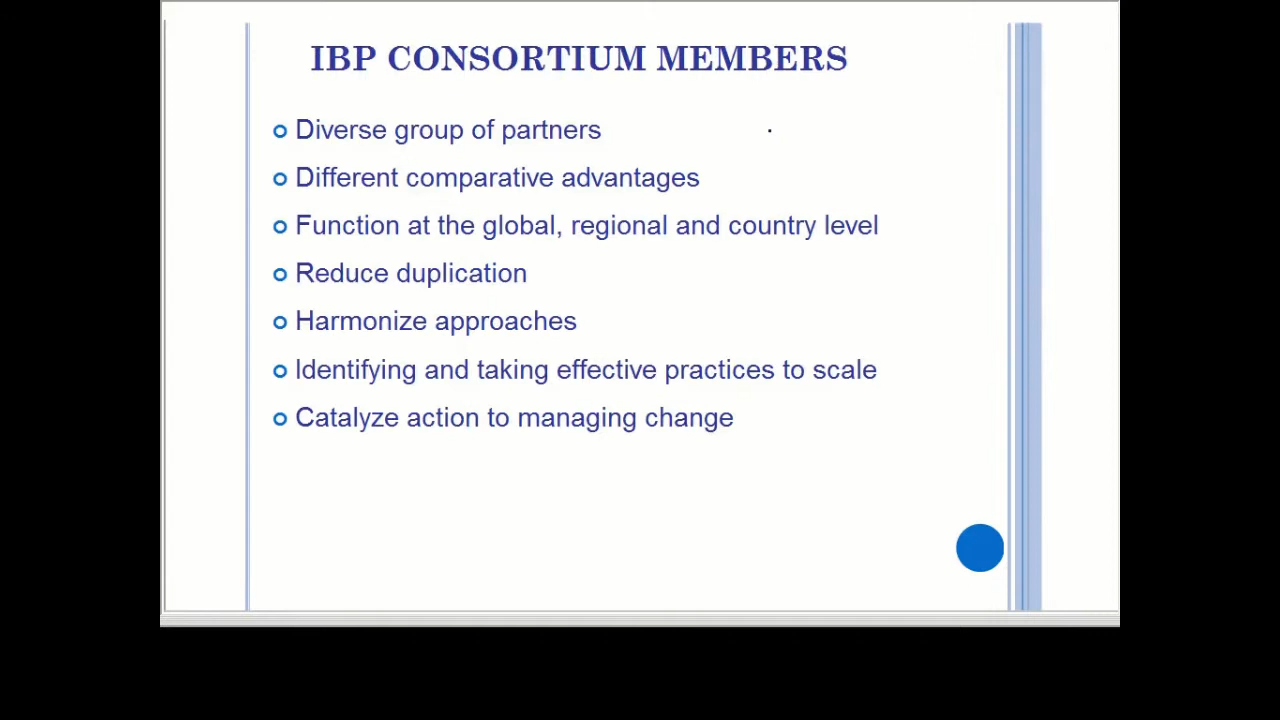 IBP CONSORTIUM MEMBERS
Diverse group of partners
Different comparative advantages
Function at the global, regional and country level
Reduce duplication
Harmonize approaches
Identifying and taking effective practices to scale
Catalyze action to managing change